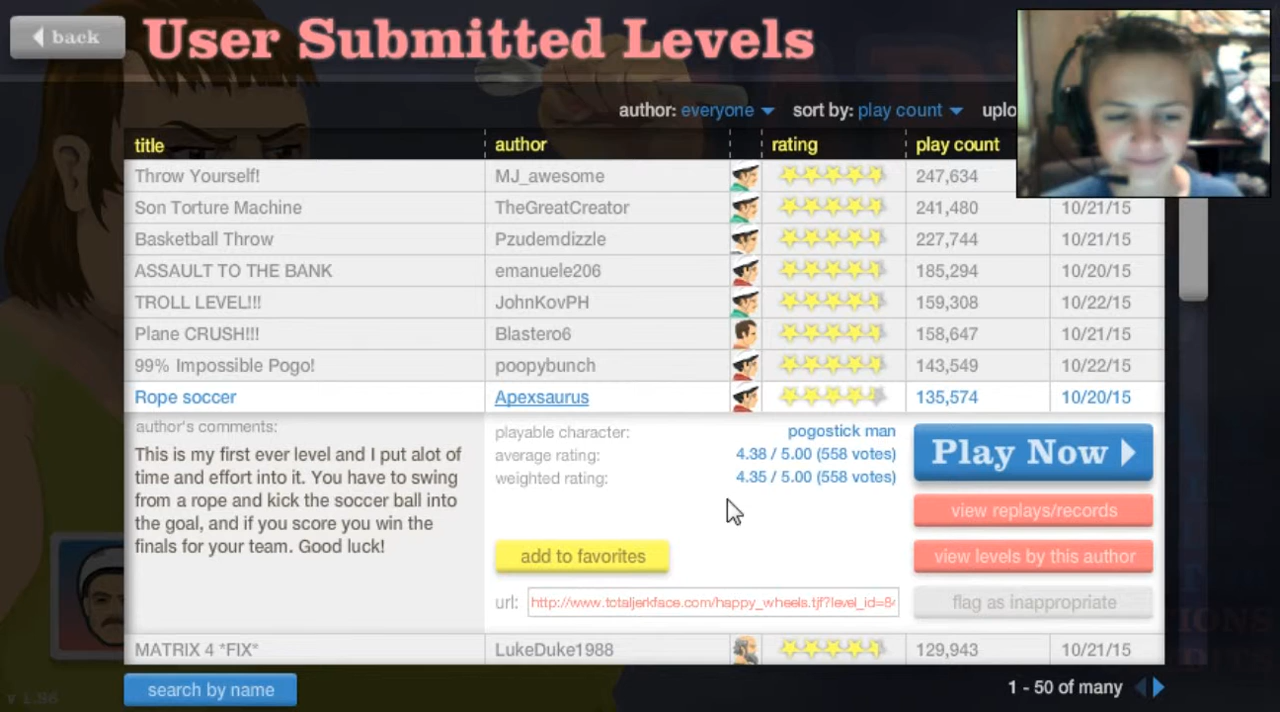 back
User Submitted Levels
author: everyone sort by: play count uplo
title author rating play count
Throw Yourself! MJ_awesome 247,634
Son Torture Machine TheGreatCreator 241,480 10/21/15
Basketball Throw Pzudemdizzle 227,744 10/21/15
ASSAULT TO THE BANK emanuele206 185,294 10/20/15
TROLL LEVEL!!! JohnKovPH 159,308 10/22/15
Plane CRUSH!!! Blastero6 158,647 10/21/15
99% Impossible Pogo! poopybunch 143,549 10/22/15
Rope soccer Apexsaurus 135,574 10/20/15
author's comments:
This is my first ever level and I put alot of
time and effort into it. You have to swing
from a rope and kick the soccer ball into
the goal, and if you score you win the
finals for your team. Good luck!
playable character: pogostick man
average rating: 4.38 / 5.00 (558 votes)
weighted rating: 4.35 / 5.00 (558 votes)
add to favorites
url: http://www.totaljerkface.com/happy_wheels.tjf?level_id=8
Play Now
view replays/records
view levels by this author
flag as inappropriate
MATRIX 4 *FIX* LukeDuke1988 129,943 10/21/15
search by name
1 - 50 of many
v 1.86